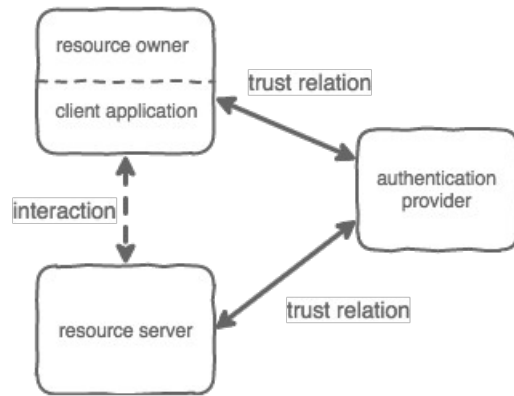 resource owner
trust relation
client application
authentication
provider
interaction
trust relation
resource server